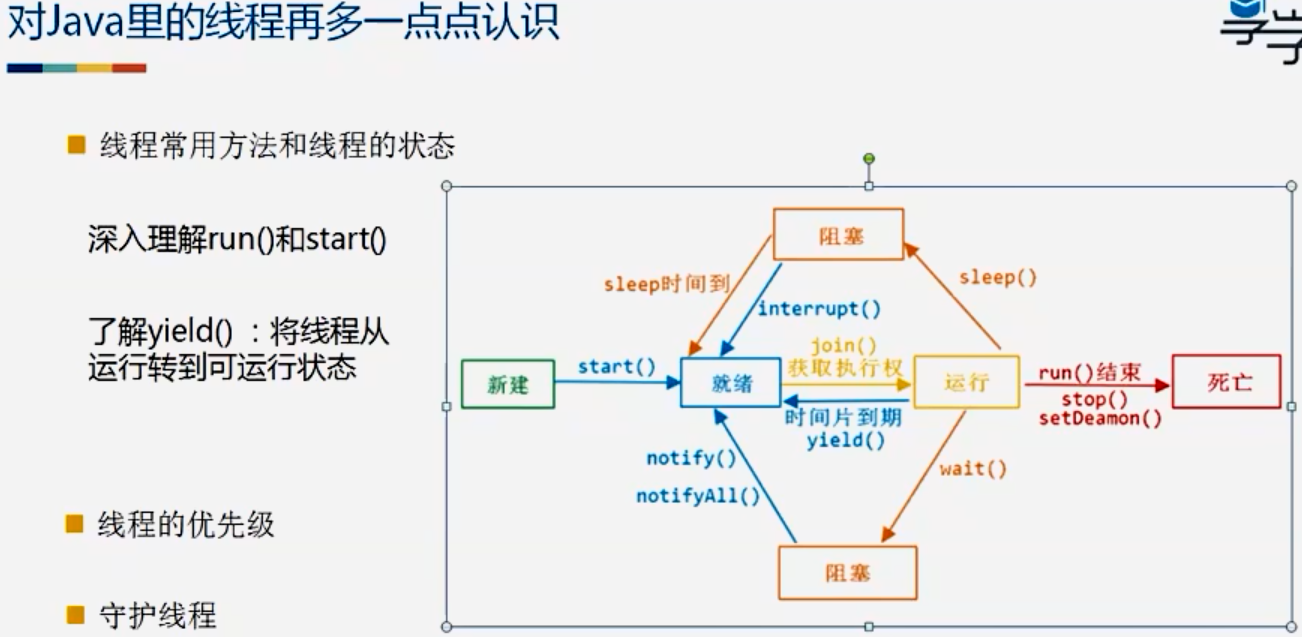 对Java里的线程再多一点点认识
线程常用方法和线程的状态
深入理解run()和start()
了解yield() ：将线程从
运行转到可运行状态
线程的优先级
守护线程
阻塞
sleep时间到
sleep()
interrupt()
新建
start()
就绪
join()
获取执行权
时间片到期
yield()
运行
run()结束
stop()
setDeamon()
死亡
notify()
notifyAll()
wait()
阻塞